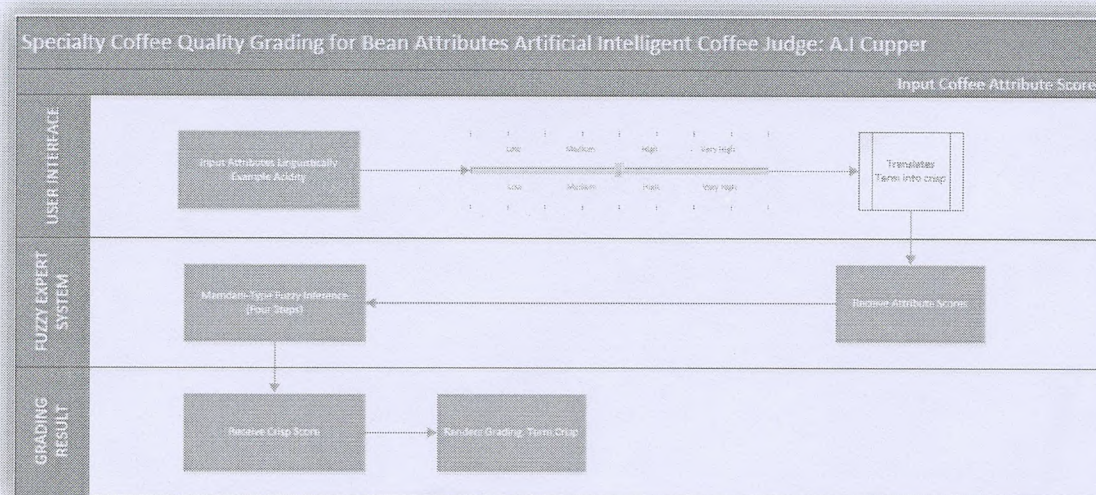 Specialty Coffee Quality Grading for Bean Attributes Artificial Intelligent Coffee Judge: A.I Cupper
Input Coffee Attribute Score
USER INTERFACE
Input Attributes Linguistically
Example Acidity
Low Medium High Very High
Low Medium High Very High
Translates
Term into crisp
FUZZY EXPERT
SYSTEM
Mamdani-Type Fuzzy Inference
(Four Steps)
Receive Attribute Scores
GRADING
RESULT
Receive Crisp Score
Renders Grading, Term Crisp